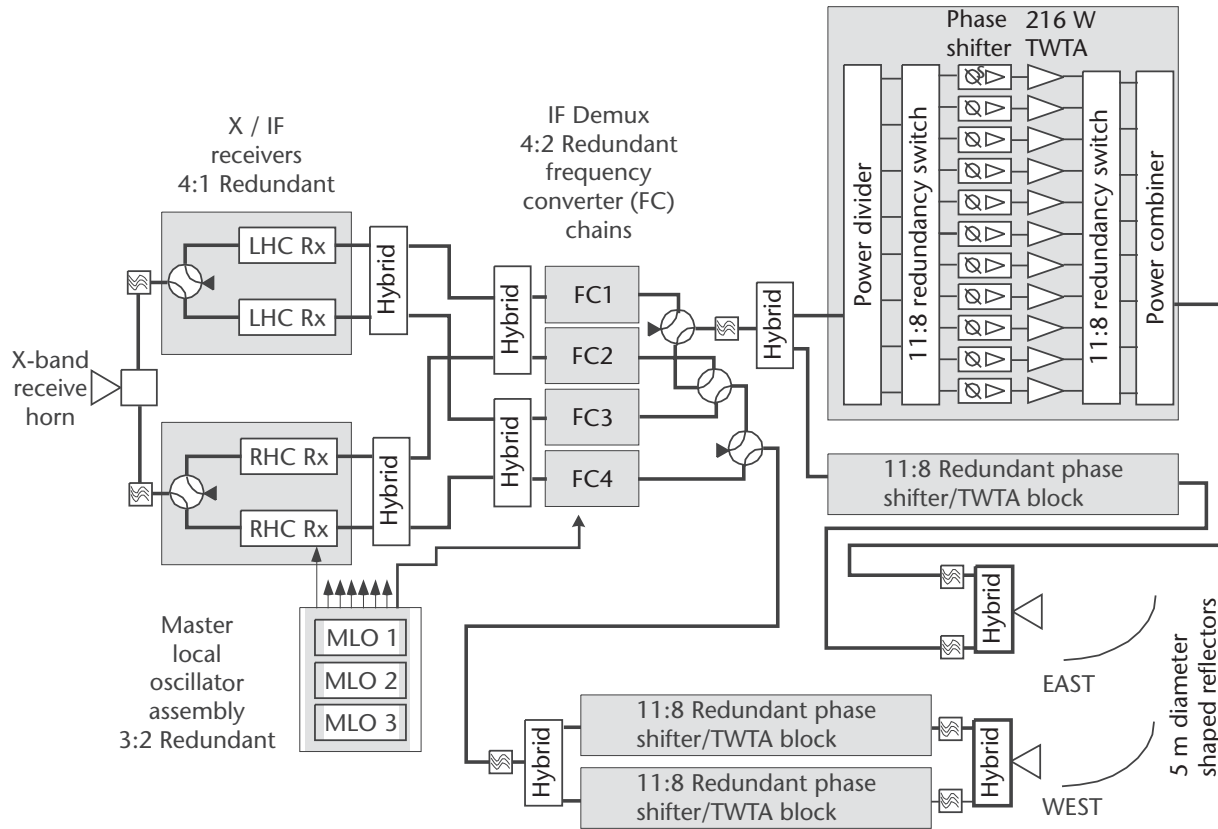 Phase
shifter
216 W
TWTA
Power divider
11:8 redundancy switch
11:8 redundancy switch
Power combiner
X / IF
receivers
4:1 Redundant
IF Demux
4:2 Redundant
frequency
converter (FC)
chains
LHC Rx
LHC Rx
Hybrid
Hybrid
FC1
FC2
Hybrid
X-band
receive
horn
RHC Rx
RHC Rx
Hybrid
Hybrid
FC3
FC4
11:8 Redundant phase
shifter/TWTA block
Master
local
oscillator
assembly
3:2 Redundant
MLO 1
MLO 2
MLO 3
Hybrid
EAST
5 m diameter
shaped reflectors
Hybrid
11:8 Redundant phase
shifter/TWTA block
11:8 Redundant phase
shifter/TWTA block
Hybrid
WEST